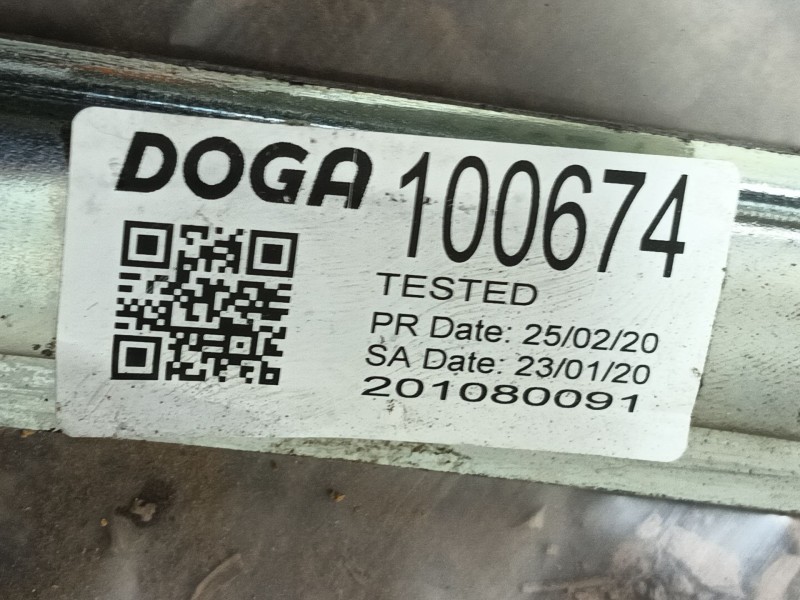 DOGA 100674
TESTED
PR Date: 25/02/20
SA Date: 23/01/20
201080091